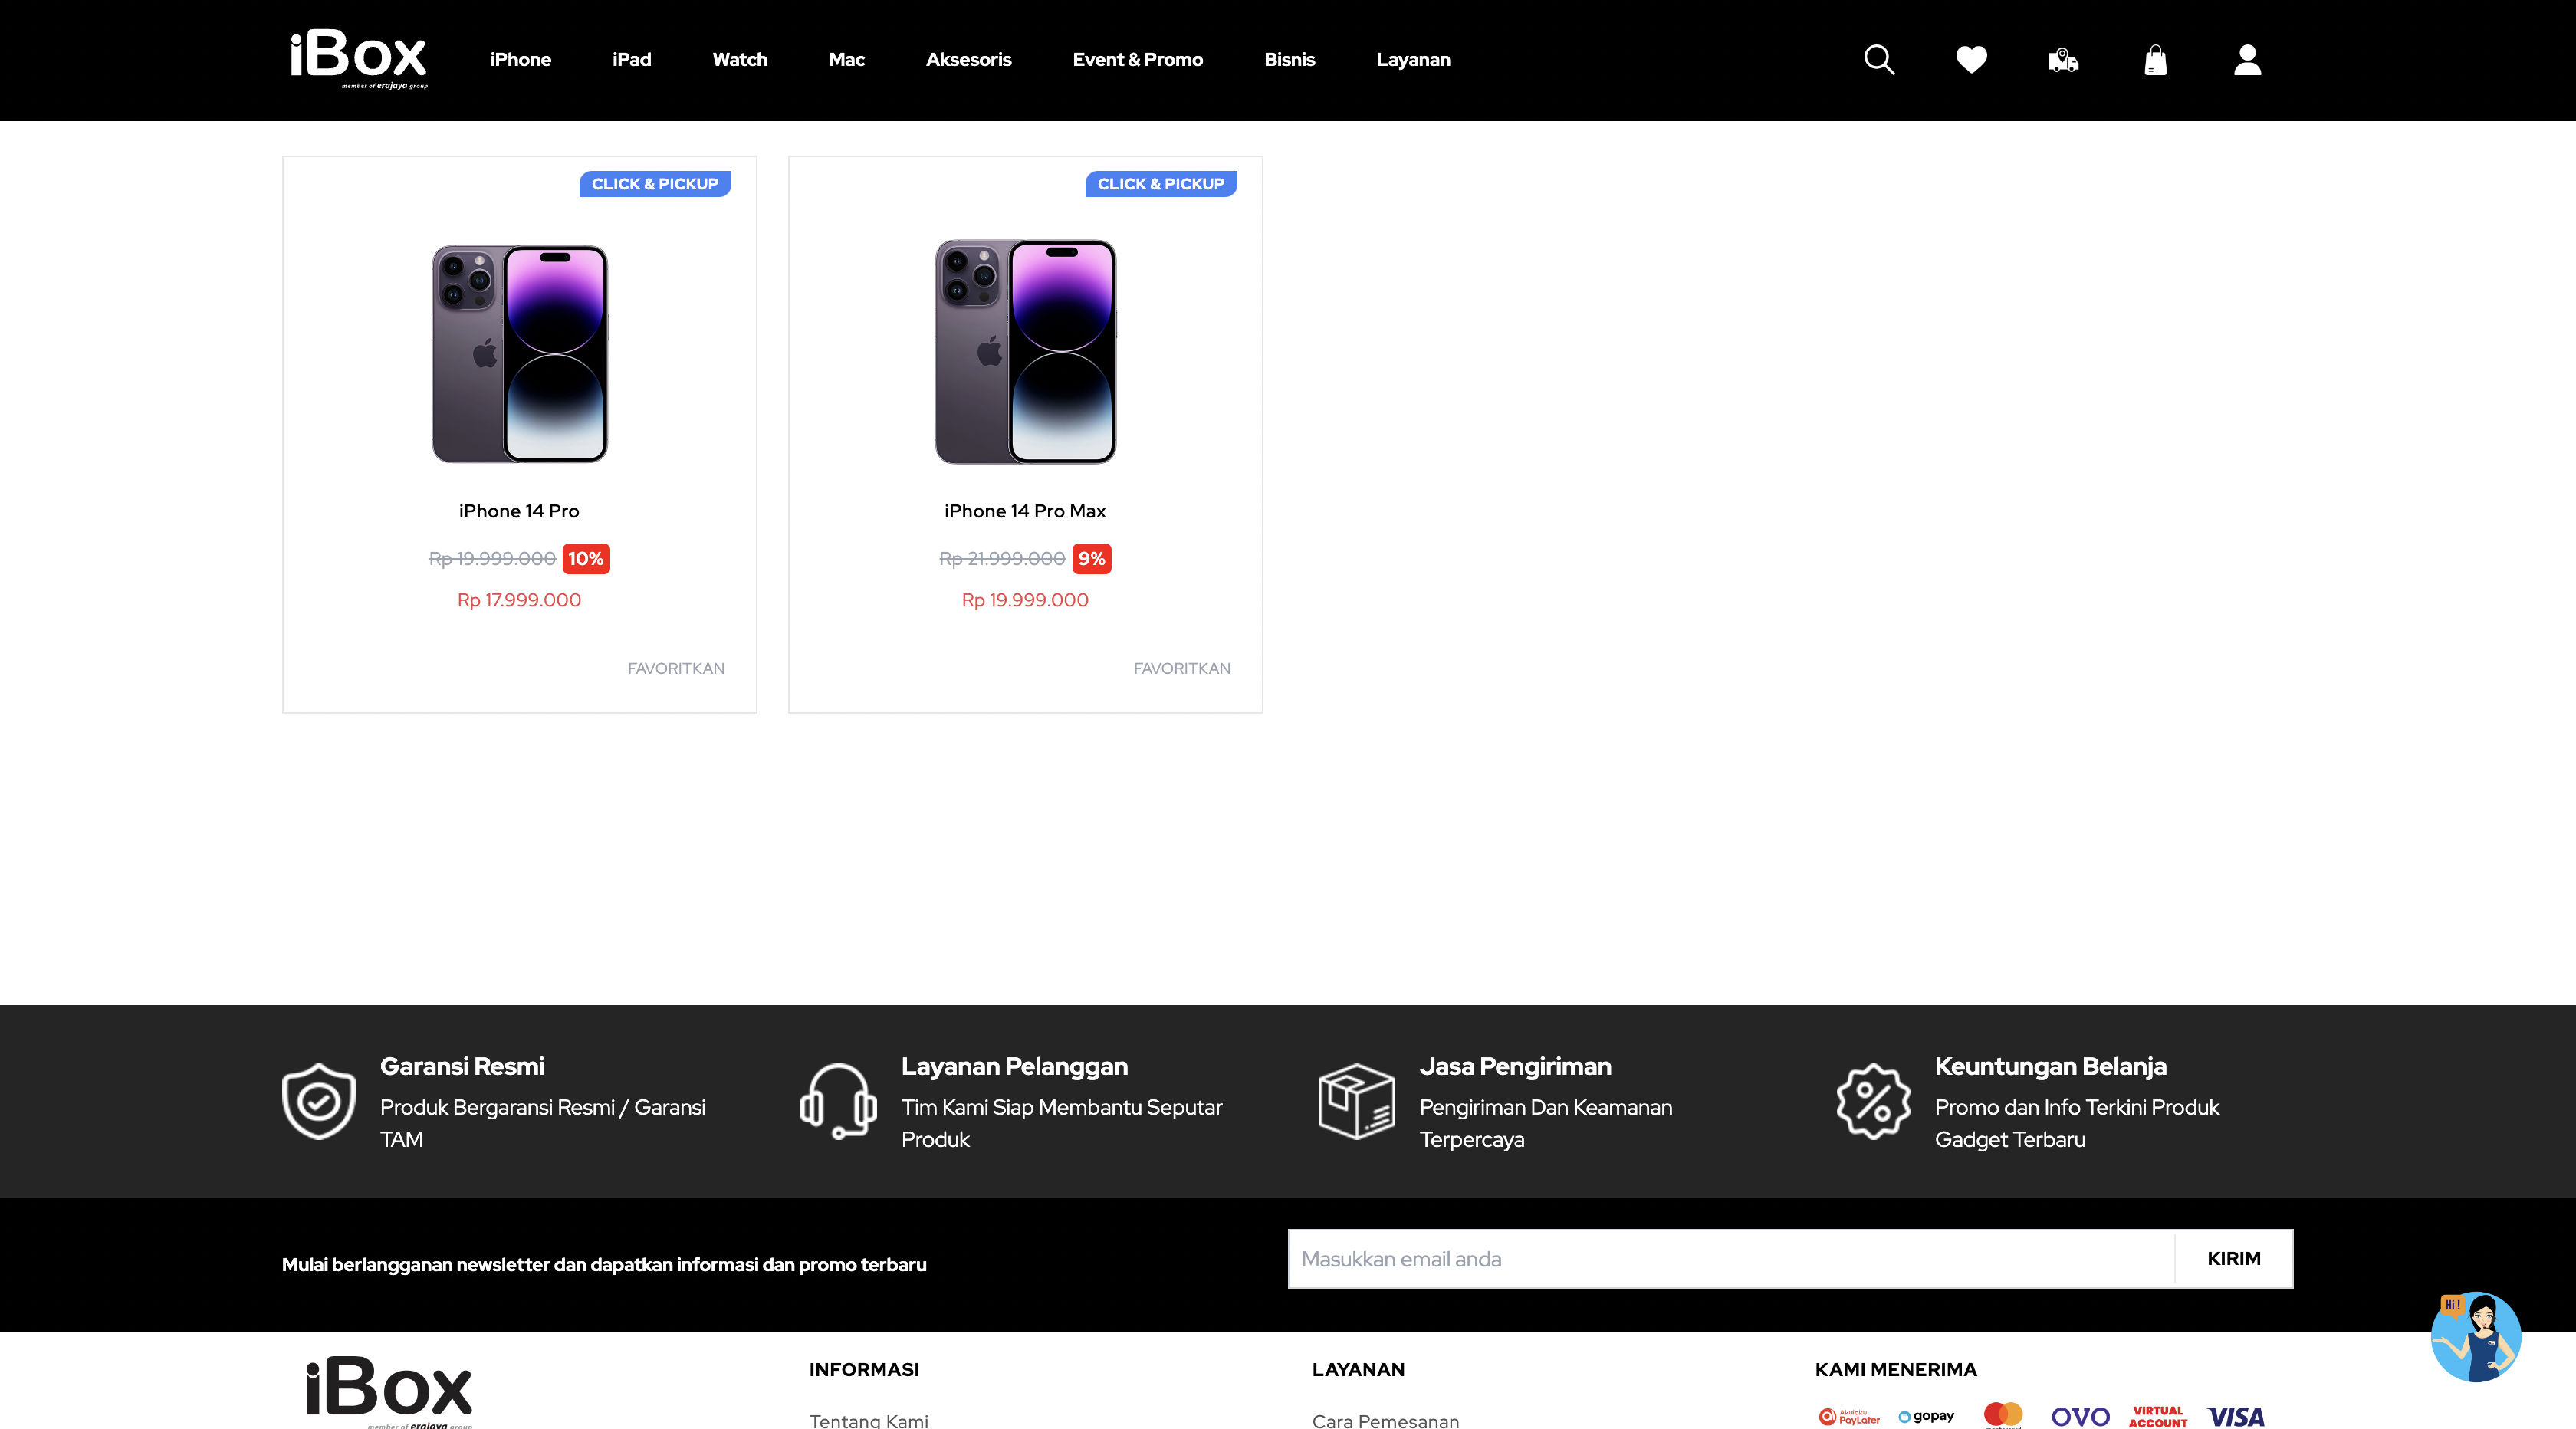 iBox
member of erajaya group
iPhone
iPad
Watch
Mac
Aksesoris
Event & Promo
Bisnis
Layanan
CLICK & PICKUP
iPhone 14 Pro
Rp 19.999.000 10%
Rp 17.999.000
FAVORITKAN
CLICK & PICKUP
iPhone 14 Pro Max
Rp 21.999.000 9%
Rp 19.999.000
FAVORITKAN
Garansi Resmi
Produk Bergaransi Resmi / Garansi
TAM
Layanan Pelanggan
Tim Kami Siap Membantu Seputar
Produk
Jasa Pengiriman
Pengiriman Dan Keamanan
Terpercaya
Keuntungan Belanja
Promo dan Info Terkini Produk
Gadget Terbaru
Mulai berlangganan newsletter dan dapatkan informasi dan promo terbaru
Masukkan email anda
KIRIM
Hi !
iBox
member of erajaya group
INFORMASI
Tentang Kami
LAYANAN
Cara Pemesanan
KAMI MENERIMA
Akulaku
PayLater
gopay
OVO
VIRTUAL
ACCOUNT
VISA